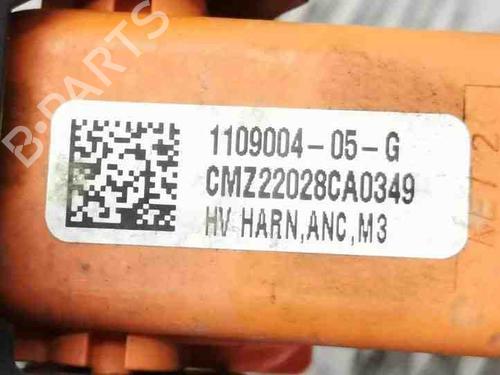 B-PARTS
1109004-05-G
CMZ22028CA0349
HV HARN,ANC,M3